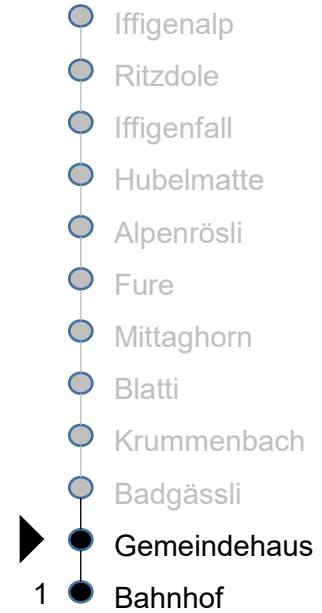 Iffigenalp
Ritzdole
Iffigenfall
Hubelmatte
Alpenrösli
Fure
Mittaghorn
Blatti
Krummenbach
Badgässli
Gemeindehaus
1 Bahnhof